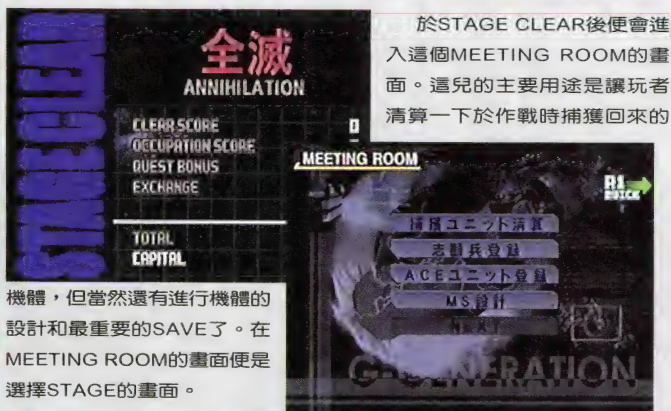 STAGE CLEAR
全滅
ANNIHILATION
CLEAR SCORE 0
OCCUPATION SCORE
QUEST BONUS
EXCHANGE
TOTAL
CAPITAL
於STAGE CLEAR後便會進
入這個MEETING ROOM的畫
面。這兒的主要用途是讓玩者
清算一下於作戰時捕獲回來的
MEETING ROOM
R1
捕獲ユニット清算
志願兵登録
ACEユニット登録
MS設計
NEXT
G-GENERATION
機體,但當然還有進行機體的
設計和最重要的SAVE了。在
MEETING ROOM的畫面便是
選擇STAGE的畫面。